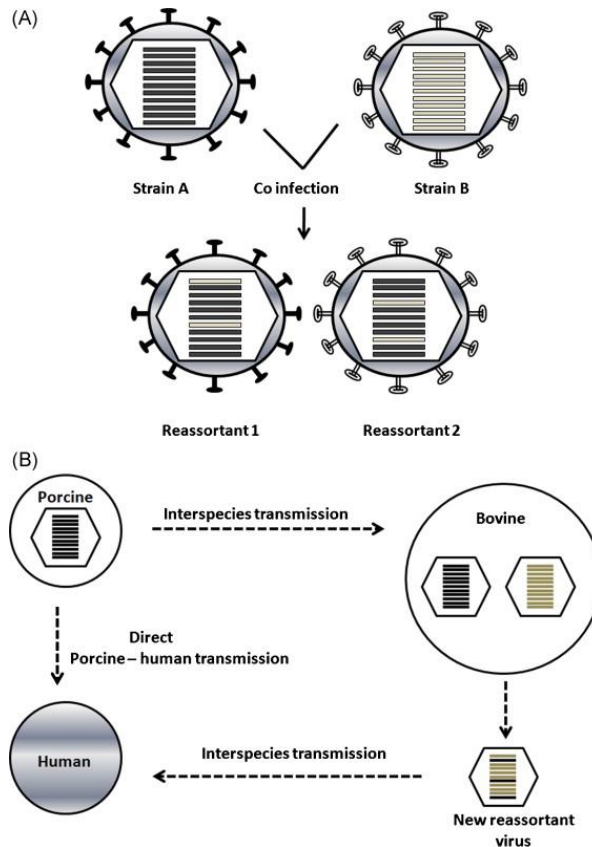 (A)
Strain A
Co infection
Strain B
Reassortant 1
Reassortant 2
(B)
Porcine
Interspecies transmission
Bovine
Direct
Porcine – human transmission
Human
Interspecies transmission
New reassortant
virus